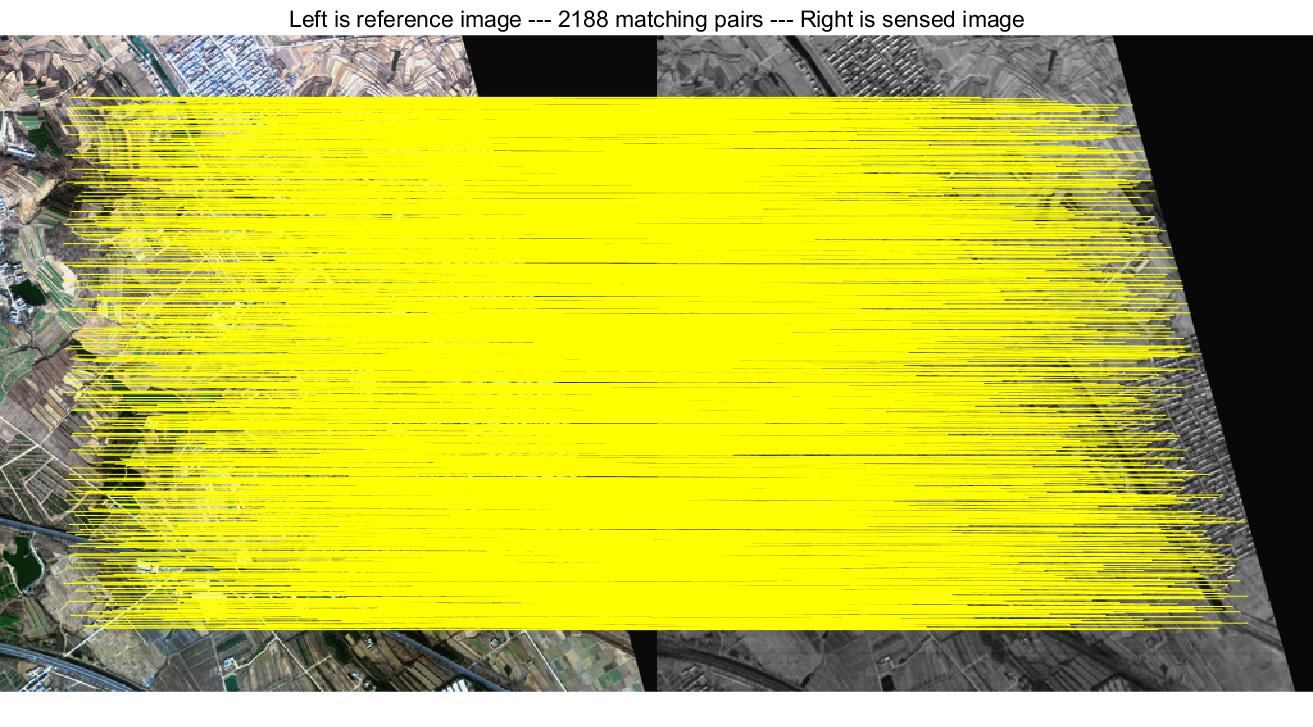 Left is reference image --- 2188 matching pairs --- Right is sensed image